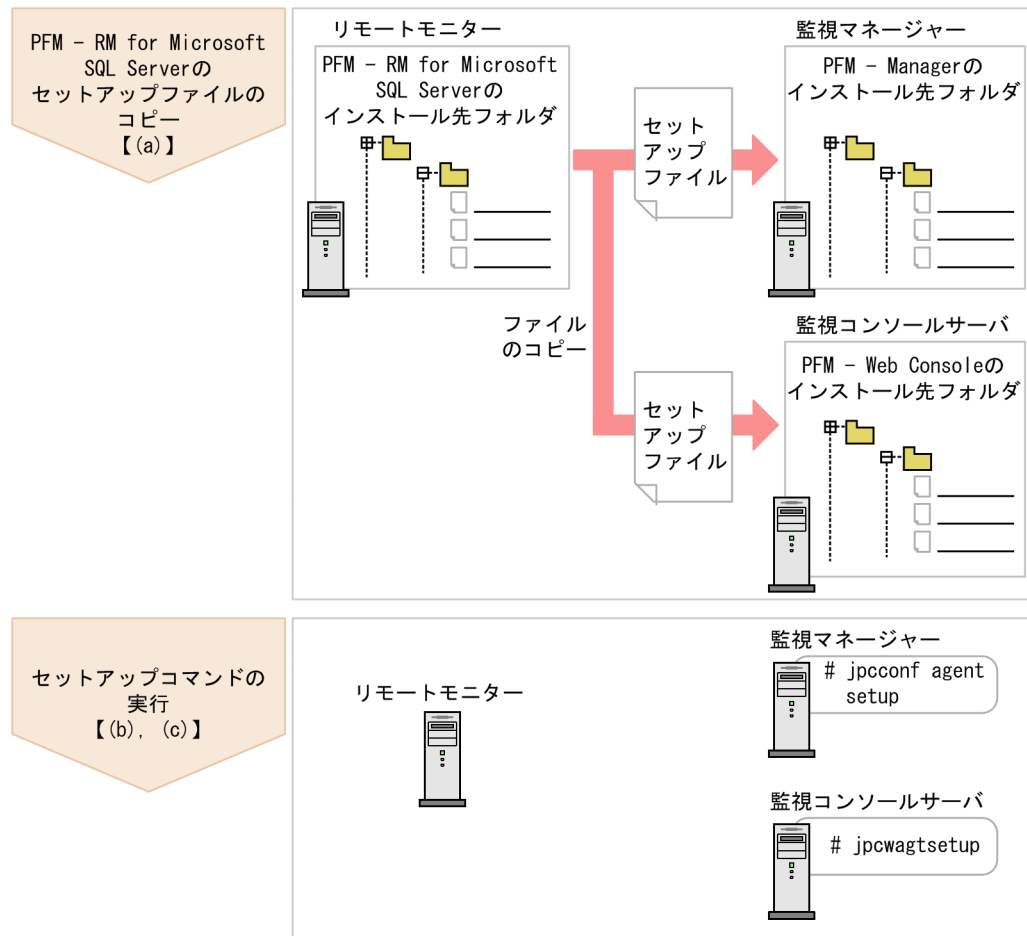 PFM － RM for Microsoft
SQL Serverの
セットアップファイルの
コピー
【(a)】
リモートモニター
PFM － RM for Microsoft
SQL Serverの
インストール先フォルダ
セット
アップ
ファイル
監視マネージャー
PFM － Managerの
インストール先フォルダ
ファイル
のコピー
セット
アップ
ファイル
監視コンソールサーバ
PFM － Web Consoleの
インストール先フォルダ
セットアップコマンドの
実行
【(b), (c)】
リモートモニター
監視マネージャー
# jpcconf agent
setup
監視コンソールサーバ
# jpcwagtsetup